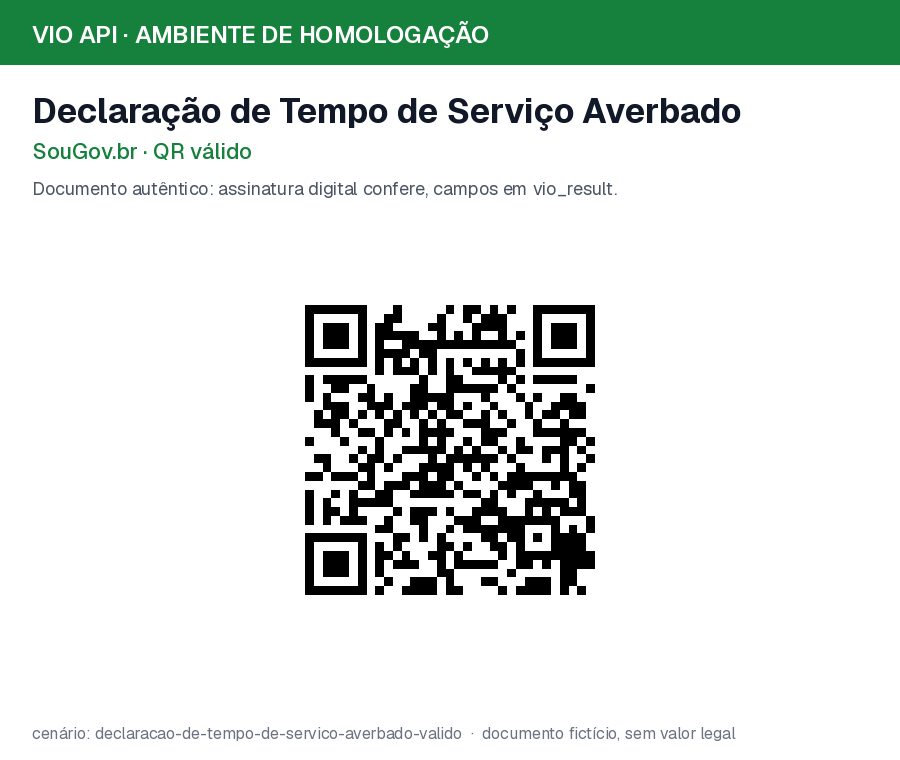 VIO API · AMBIENTE DE HOMOLOGAÇÃO
Declaração de Tempo de Serviço Averbado
SouGov.br · QR válido
Documento autêntico: assinatura digital confere, campos em vio_result.
cenário: declaracao-de-tempo-de-servico-averbado-valido · documento fictício, sem valor legal